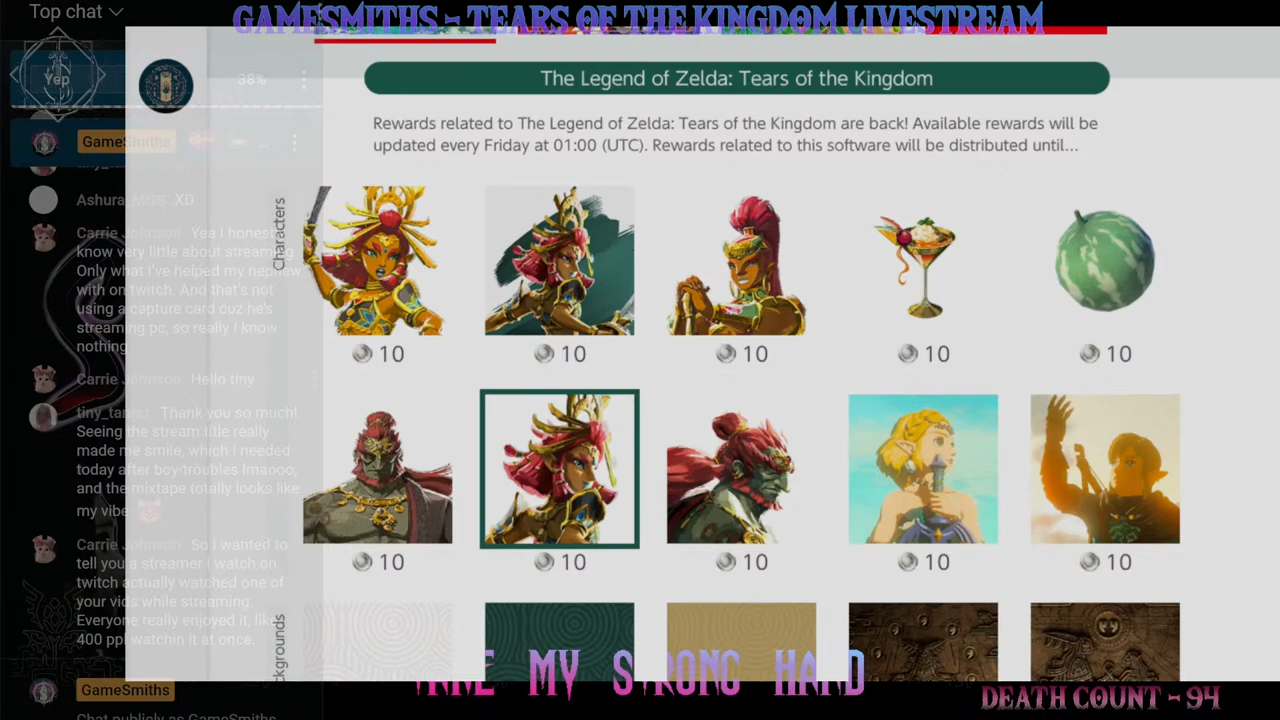 GAMESMITHS - TEARS OF THE KINGDOM LIVESTREAM
Top chat
Yep
38%
GameSmiths
Ashura_MGS XD
Carrie Johnson Yea I honestly
know very little about streaming.
Only what I've helped my nephew
with on twitch. And that's not
using a capture card cuz he's
streaming pc, so really I know
nothing
Carrie Johnson Hello tiny
Thank you so much!
Seeing the stream title really
made me smile, which I needed
today after boy troubles lmaooo,
and the mixtape totally looks like
my vibe
Carrie Johnson So I wanted to
tell you a streamer I watch on
twitch actually watched one of
your vids while streaming.
Everyone really enjoyed it, like
400 ppl watchin it at once.
GameSmiths
Chat publicly as GameSmiths
The Legend of Zelda: Tears of the Kingdom
Rewards related to The Legend of Zelda: Tears of the Kingdom are back! Available rewards will be
updated every Friday at 01:00 (UTC). Rewards related to this software will be distributed until...
Characters
10
10
10
10
10
10
10
10
10
10
ckgrounds
MY STRONG HAND
DEATH COUNT - 94